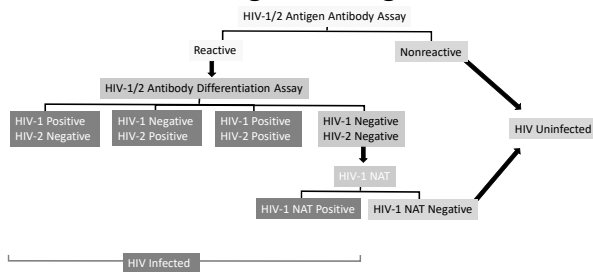 HIV-1/2 Antigen Antibody Assay
Reactive
Nonreactive
HIV-1/2 Antibody Differentiation Assay
HIV-1 Positive
HIV-2 Negative
HIV-1 Negative
HIV-2 Positive
HIV-1 Positive
HIV-2 Positive
HIV-1 Negative
HIV-2 Negative
HIV Uninfected
HIV-1 NAT
HIV-1 NAT Positive
HIV-1 NAT Negative
HIV Infected